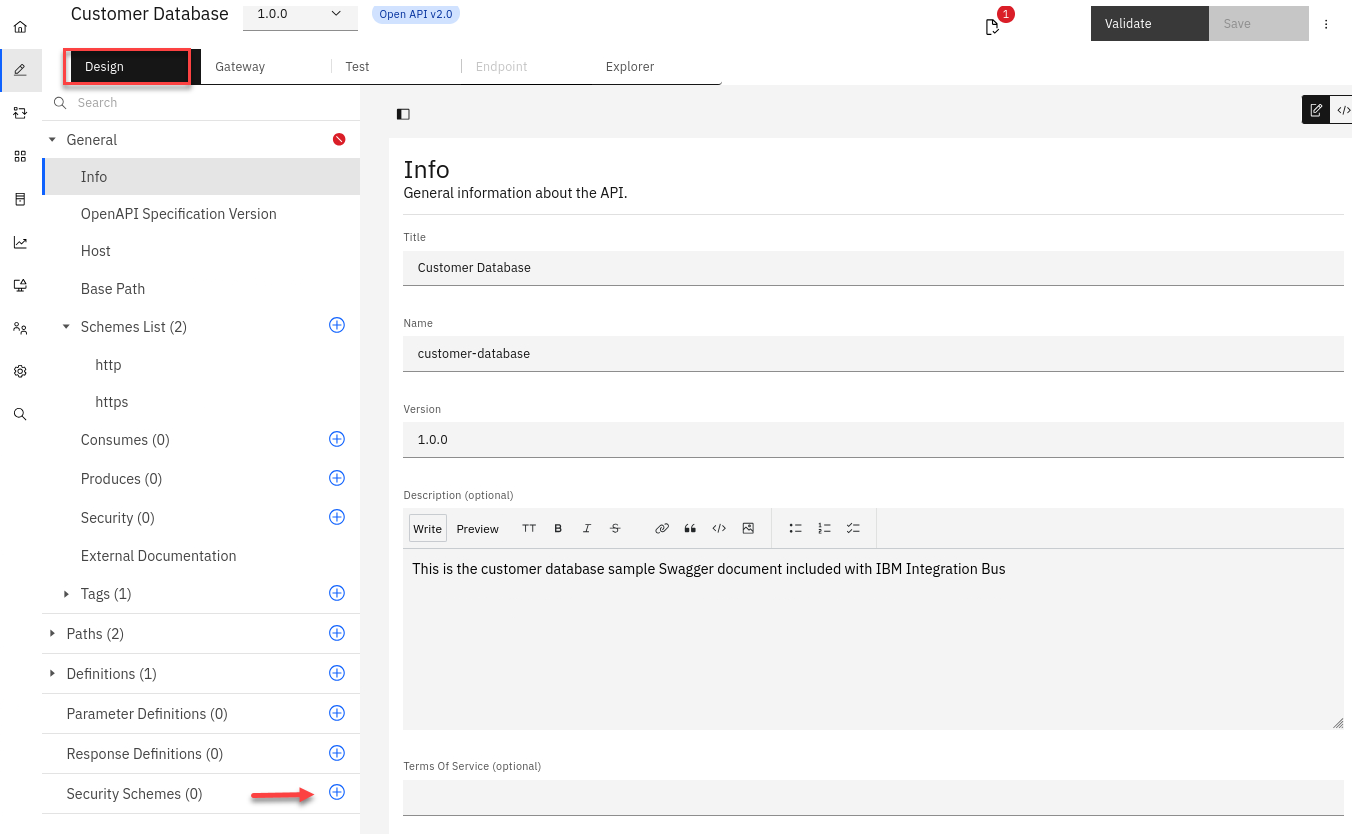 Customer Database
1.0.0
Open API v2.0
1
Validate
Save
Design
Gateway
Test
Endpoint
Explorer
Search
General
Info
OpenAPI Specification Version
Host
Base Path
Schemes List (2)
http
https
Consumes (0)
Produces (0)
Security (0)
External Documentation
Tags (1)
Paths (2)
Definitions (1)
Parameter Definitions (0)
Response Definitions (0)
Security Schemes (0)
Info
General information about the API.
Title
Customer Database
Name
customer-database
Version
1.0.0
Description (optional)
Write Preview TT B I S
This is the customer database sample Swagger document included with IBM Integration Bus
Terms Of Service (optional)